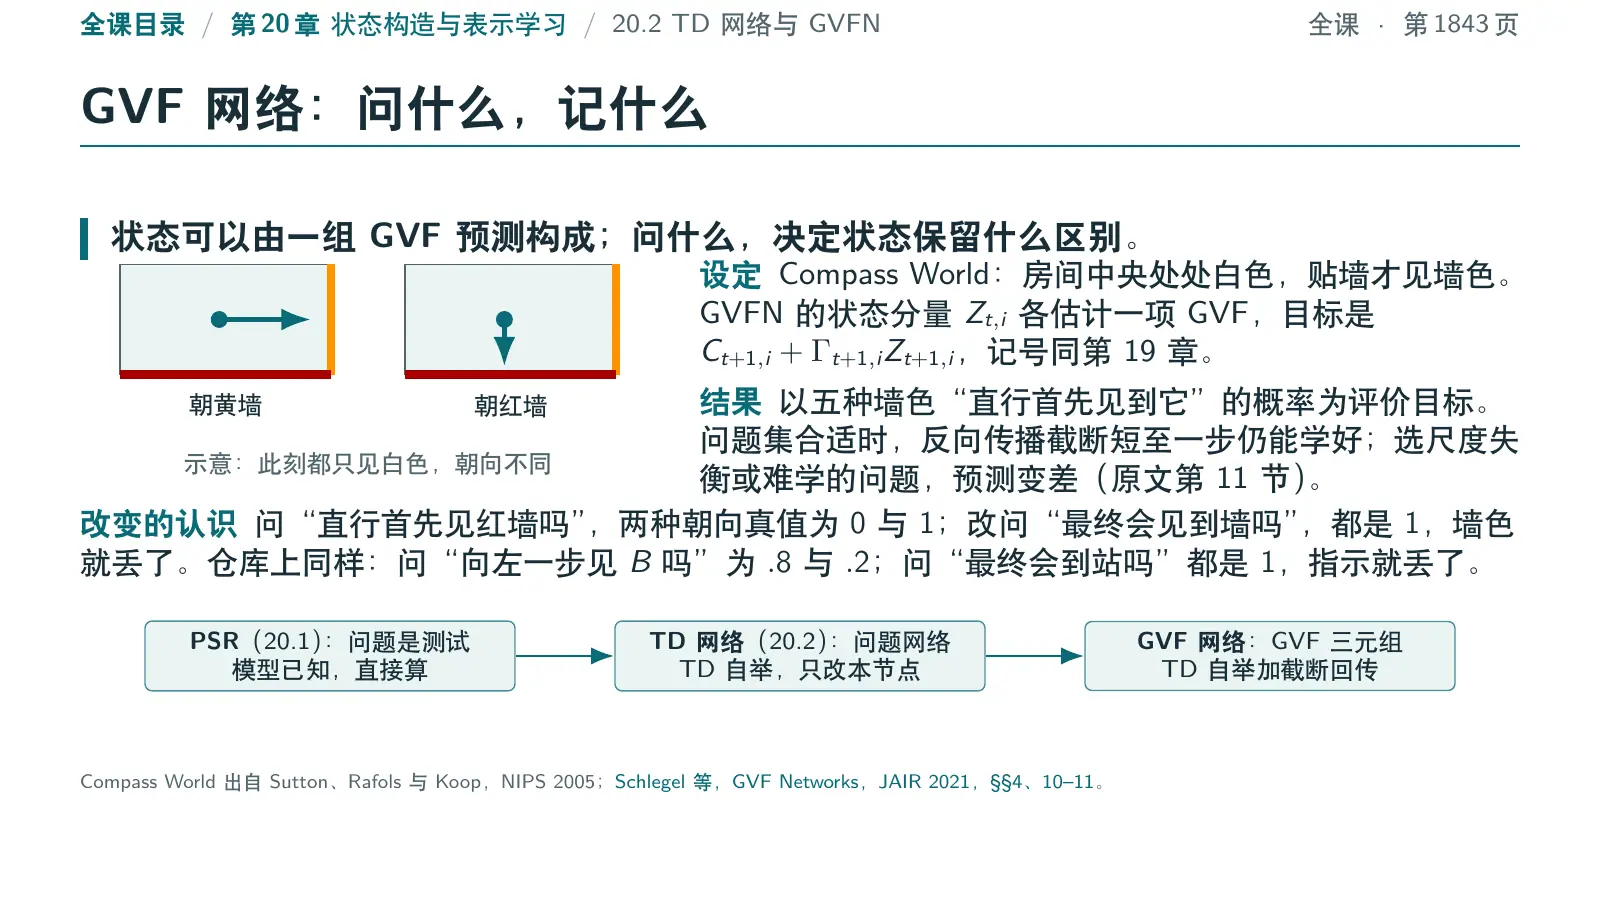 全课目录 / 第20章 状态构造与表示学习 / 20.2 TD 网络与 GVFN
全课 · 第1843页
GVF 网络：问什么，记什么
状态可以由一组 GVF 预测构成；问什么，决定状态保留什么区别。
朝黄墙
朝红墙
示意：此刻都只见白色，朝向不同
设定 Compass World：房间中央处处白色，贴墙才见墙色。
GVFN 的状态分量 Z_{t,i} 各估计一项 GVF，目标是
C_{t+1,i} + Γ_{t+1,i}Z_{t+1,i}，记号同第 19 章。
结果 以五种墙色“直行首先见到它”的概率为评价目标。
问题集合适时，反向传播截断短至一步仍能学好；选尺度失
衡或难学的问题，预测变差（原文第 11 节）。
改变的认识 问“直行首先见红墙吗”，两种朝向真值为 0 与 1；改问“最终会见到墙吗”，都是 1，墙色
就丢了。仓库上同样：问“向左一步见 B 吗”为 .8 与 .2；问“最终会到站吗”都是 1，指示就丢了。
PSR（20.1）：问题是测试
模型已知，直接算
TD 网络（20.2）：问题网络
TD 自举，只改本节点
GVF 网络：GVF 三元组
TD 自举加截断回传
Compass World 出自 Sutton、Rafols 与 Koop，NIPS 2005；Schlegel 等，GVF Networks，JAIR 2021，§§4、10–11。